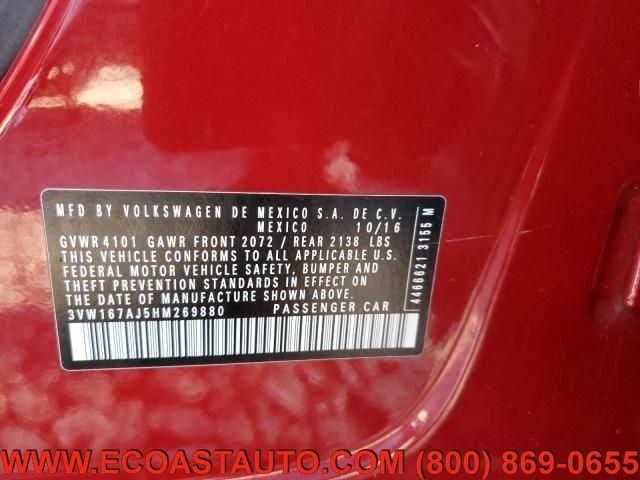 MFD BY VOLKSWAGEN DE MEXICO S.A. DE C.V.
MEXICO 10/16
GVWR 4101 GAWR FRONT 2072 / REAR 2138 LBS
THIS VEHICLE CONFORMS TO ALL APPLICABLE U.S.
FEDERAL MOTOR VEHICLE SAFETY, BUMPER AND
THEFT PREVENTION STANDARDS IN EFFECT ON
THE DATE OF MANUFACTURE SHOWN ABOVE.
3VW167AJ5HM269880 PASSENGER CAR
4466621 3155 M
WWW.ECOASTAUTO.COM (800) 869-0655